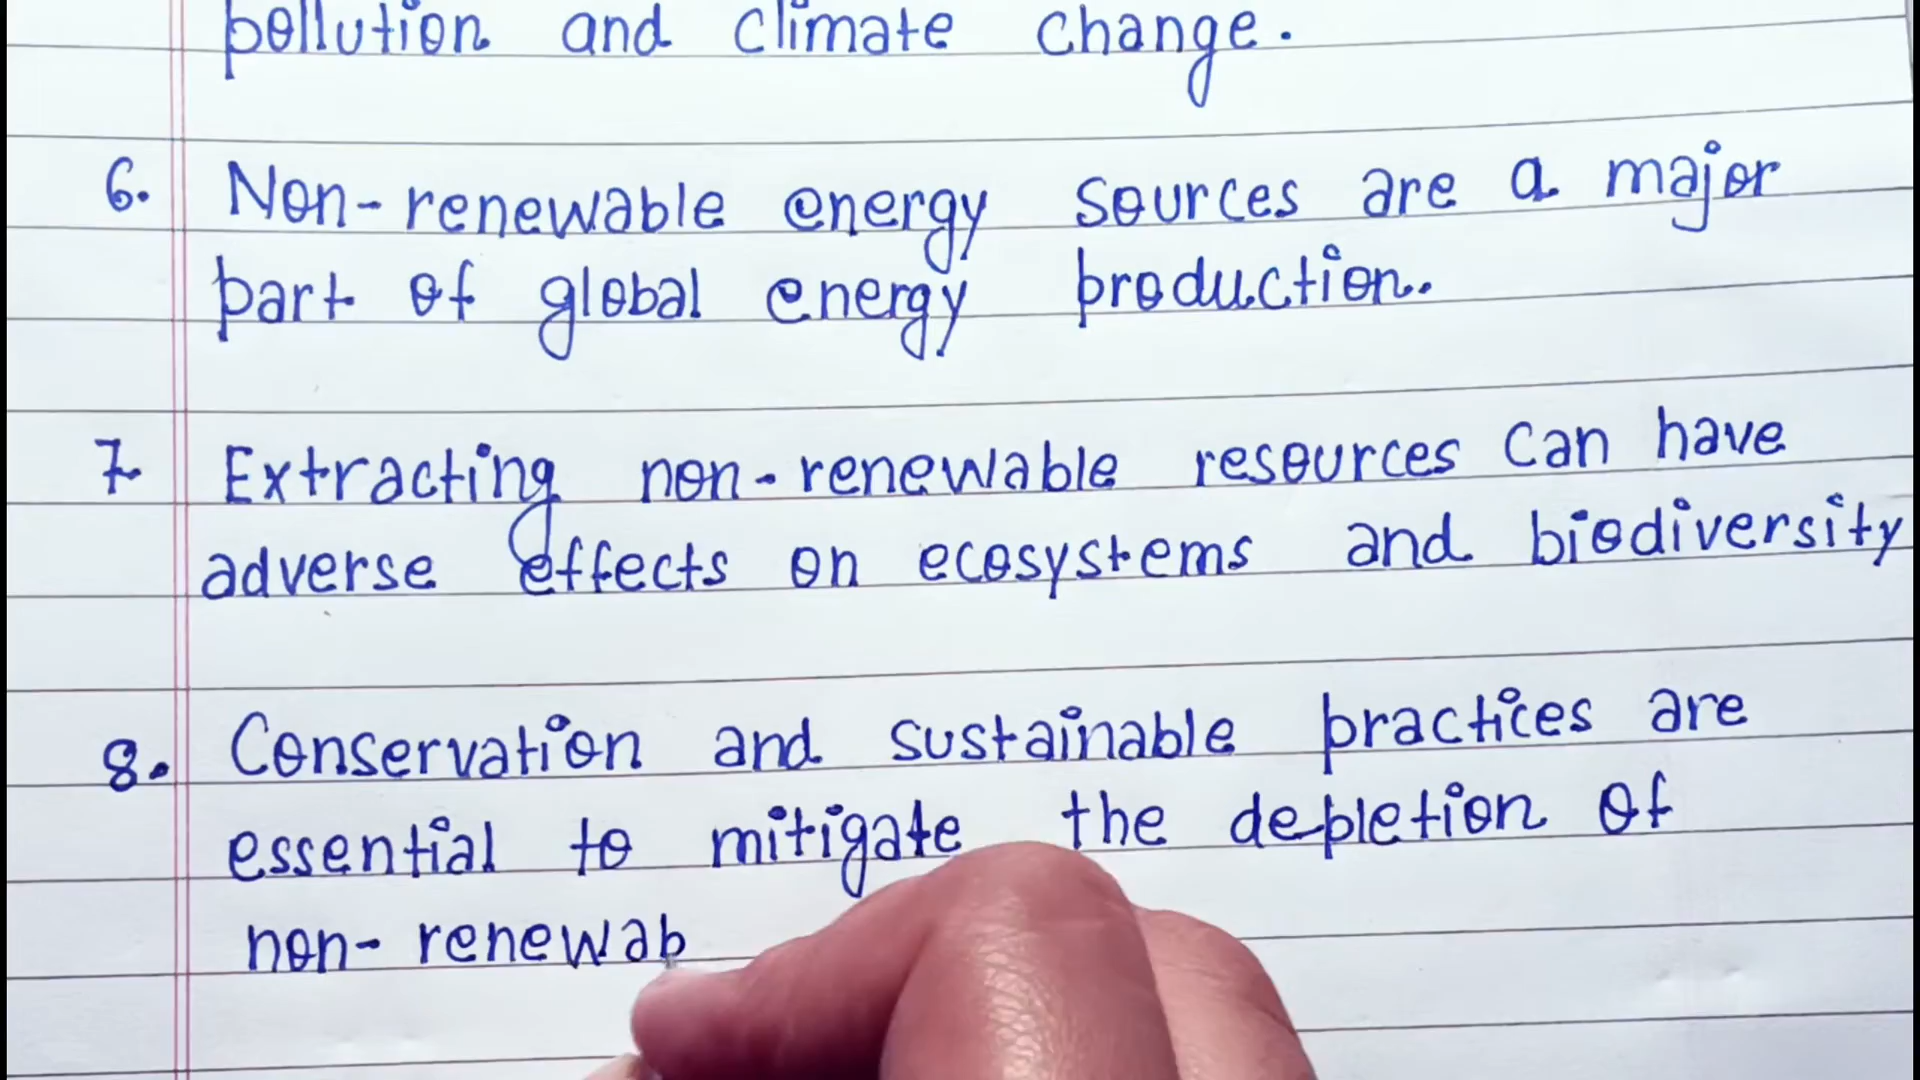 pollution and climate change.
6. Non-renewable energy sources are a major
part of global energy production.
7. Extracting non-renewable resources can have
adverse effects on ecosystems and biodiversity
8. Conservation and sustainable practices are
essential to mitigate the depletion of
non-renewab